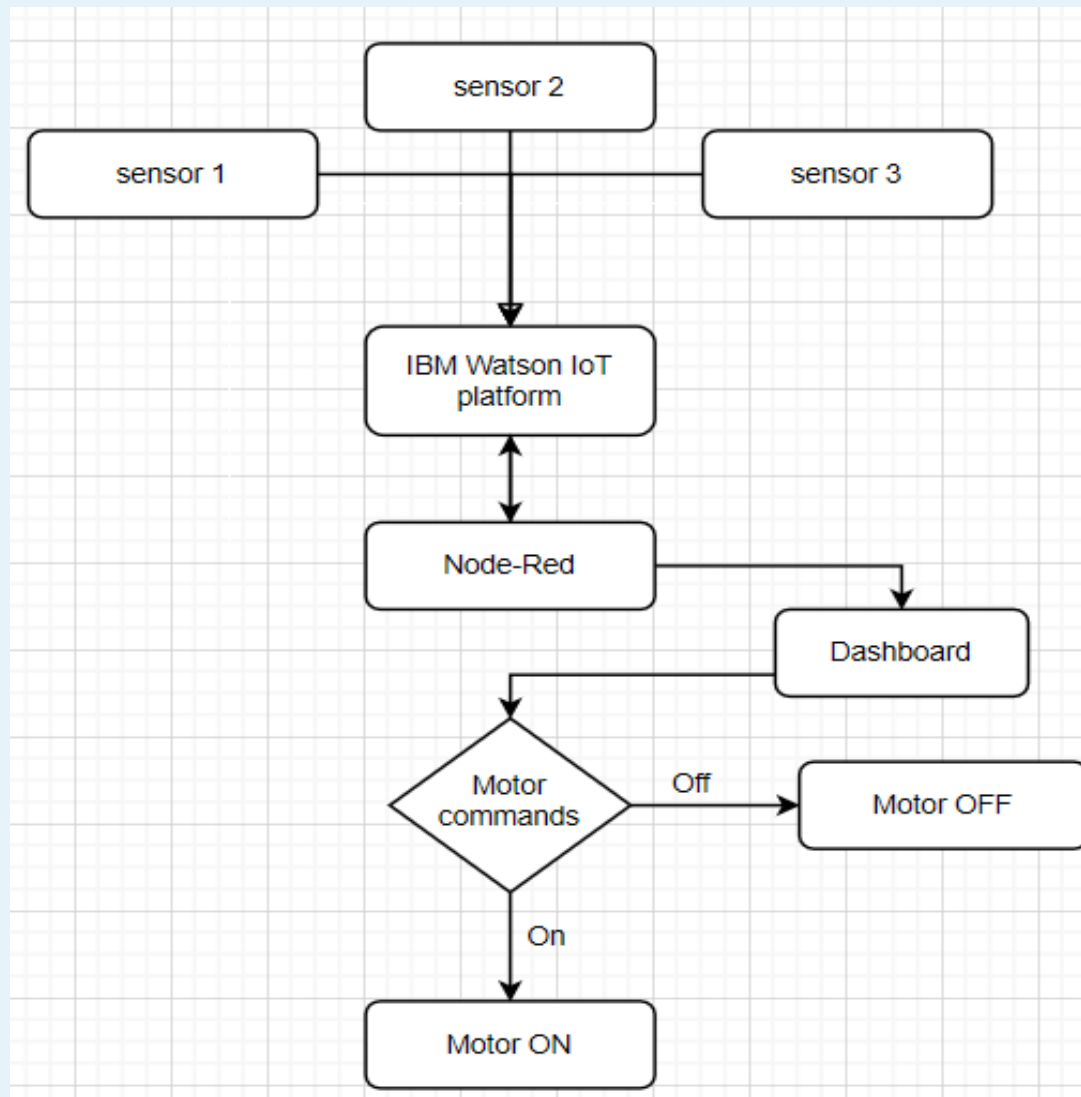 sensor 2
sensor 1
sensor 3
IBM Watson IoT
platform
Node-Red
Dashboard
Motor
commands
Off
Motor OFF
On
Motor ON